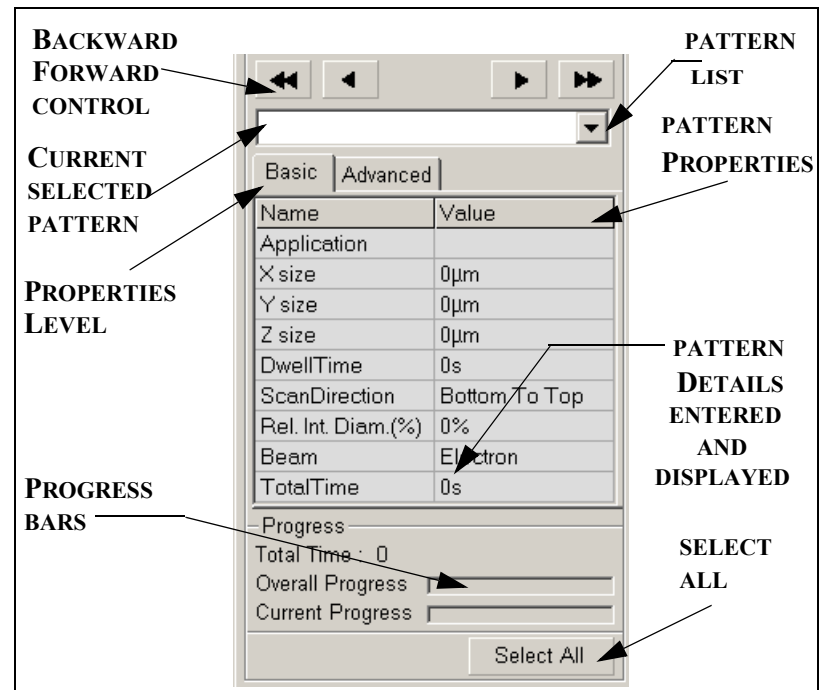 BACKWARD
FORWARD
CONTROL
PATTERN
LIST
CURRENT
SELECTED
PATTERN
PATTERN
PROPERTIES
Basic
Advanced
Name Value
Application
X size 0µm
Y size 0µm
Z size 0µm
DwellTime 0s
ScanDirection Bottom To Top
Rel. Int. Diam.(%) 0%
Beam Electron
TotalTime 0s
PROPERTIES
LEVEL
PATTERN
DETAILS
ENTERED
AND
DISPLAYED
PROGRESS
BARS
Progress
Total Time : 0
Overall Progress
Current Progress
SELECT
ALL
Select All